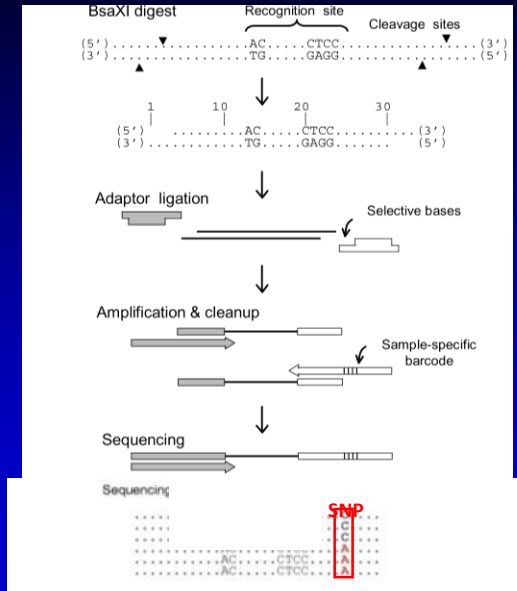 BsaXI digest
Recognition site
Cleavage sites
(5')..................AC.....CTCC....................(3')
(3')..................TG.....GAGG....................(5')
1 10 20 30
(5') .........AC.....CTCC..........(3')
(3')............TG.....GAGG....... (5')
Adaptor ligation
Selective bases
Amplification & cleanup
Sample-specific
barcode
Sequencing
Sequencing
SNP
C
C
C
A
...........AC.....CTCC.....A....
...........AC.....CTCC.....A....